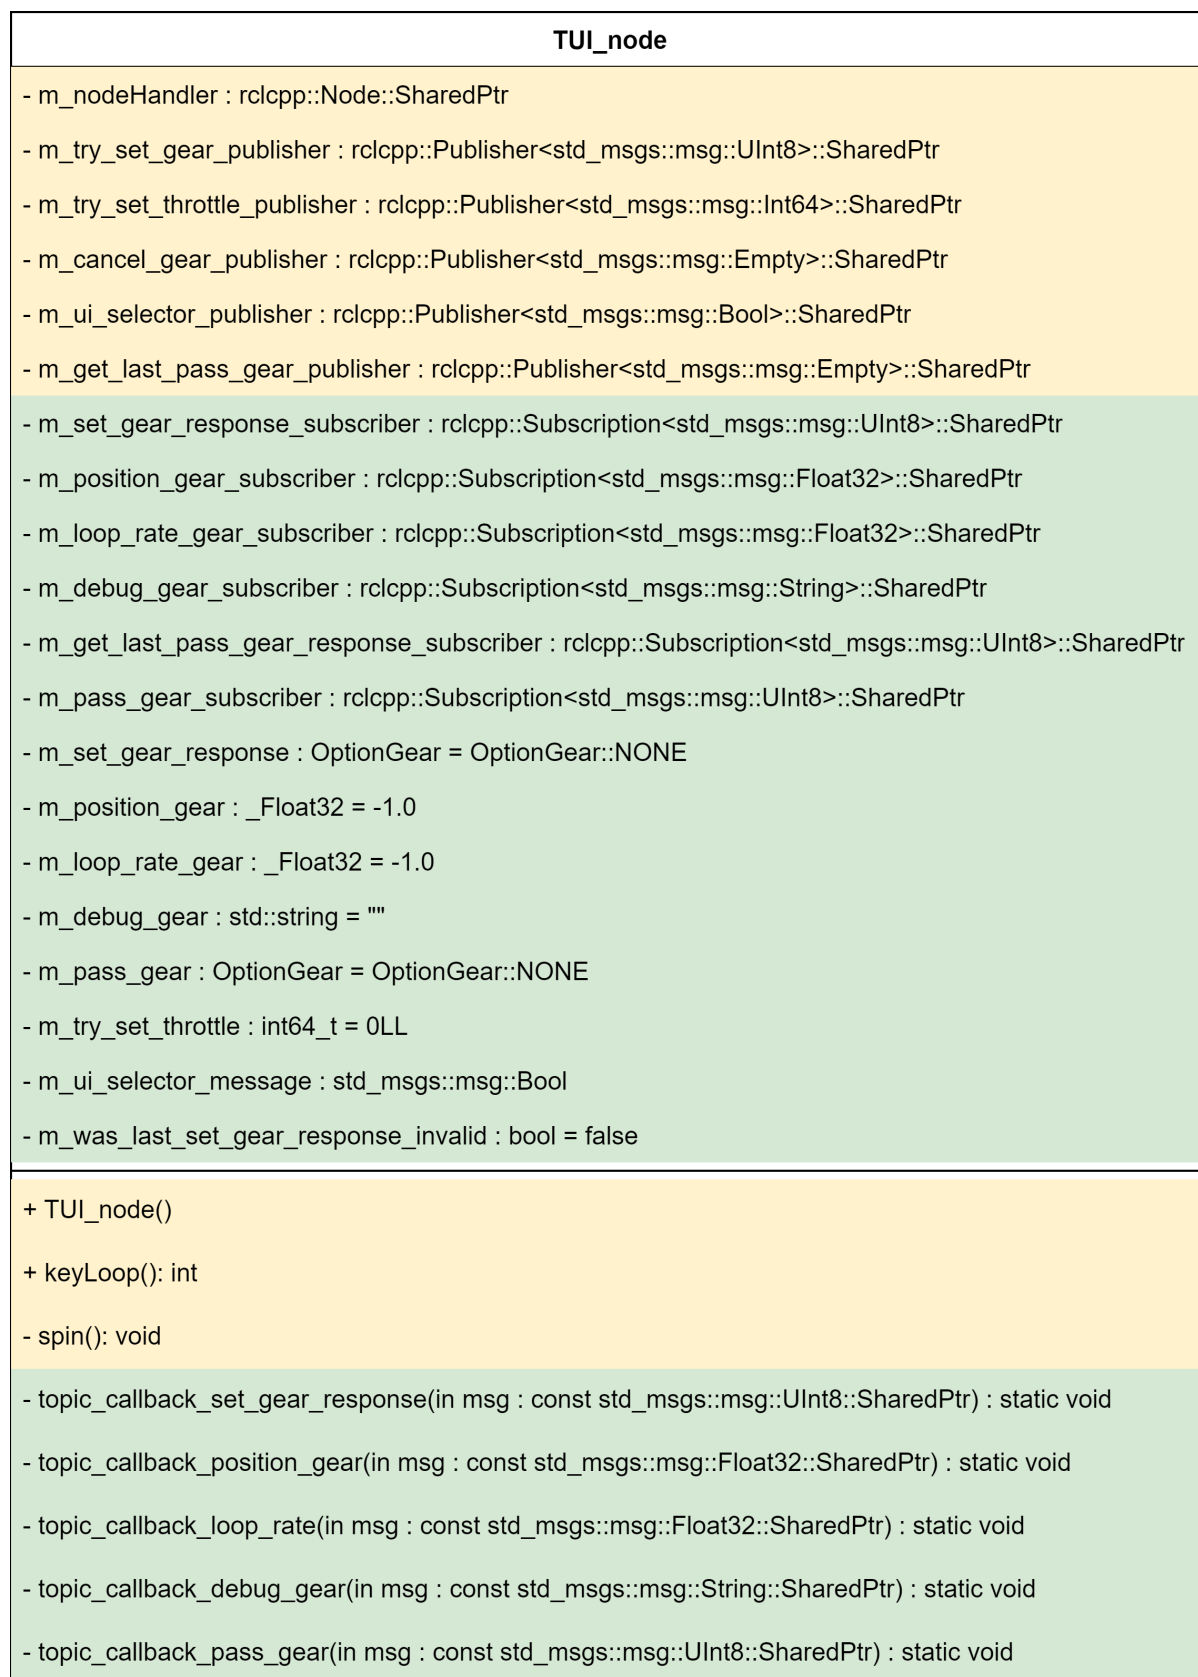 TUI_node
- m_nodeHandler : rclcpp::Node::SharedPtr
- m_try_set_gear_publisher : rclcpp::Publisher<std_msgs::msg::UInt8>::SharedPtr
- m_try_set_throttle_publisher : rclcpp::Publisher<std_msgs::msg::Int64>::SharedPtr
- m_cancel_gear_publisher : rclcpp::Publisher<std_msgs::msg::Empty>::SharedPtr
- m_ui_selector_publisher : rclcpp::Publisher<std_msgs::msg::Bool>::SharedPtr
- m_get_last_pass_gear_publisher : rclcpp::Publisher<std_msgs::msg::Empty>::SharedPtr
- m_set_gear_response_subscriber : rclcpp::Subscription<std_msgs::msg::UInt8>::SharedPtr
- m_position_gear_subscriber : rclcpp::Subscription<std_msgs::msg::Float32>::SharedPtr
- m_loop_rate_gear_subscriber : rclcpp::Subscription<std_msgs::msg::Float32>::SharedPtr
- m_debug_gear_subscriber : rclcpp::Subscription<std_msgs::msg::String>::SharedPtr
- m_get_last_pass_gear_response_subscriber : rclcpp::Subscription<std_msgs::msg::UInt8>::SharedPtr
- m_pass_gear_subscriber : rclcpp::Subscription<std_msgs::msg::UInt8>::SharedPtr
- m_set_gear_response : OptionGear = OptionGear::NONE
- m_position_gear : _Float32 = -1.0
- m_loop_rate_gear : _Float32 = -1.0
- m_debug_gear : std::string = ""
- m_pass_gear : OptionGear = OptionGear::NONE
- m_try_set_throttle : int64_t = 0LL
- m_ui_selector_message : std_msgs::msg::Bool
- m_was_last_set_gear_response_invalid : bool = false
+ TUI_node()
+ keyLoop(): int
- spin(): void
- topic_callback_set_gear_response(in msg : const std_msgs::msg::UInt8::SharedPtr) : static void
- topic_callback_position_gear(in msg : const std_msgs::msg::Float32::SharedPtr) : static void
- topic_callback_loop_rate(in msg : const std_msgs::msg::Float32::SharedPtr) : static void
- topic_callback_debug_gear(in msg : const std_msgs::msg::String::SharedPtr) : static void
- topic_callback_pass_gear(in msg : const std_msgs::msg::UInt8::SharedPtr) : static void